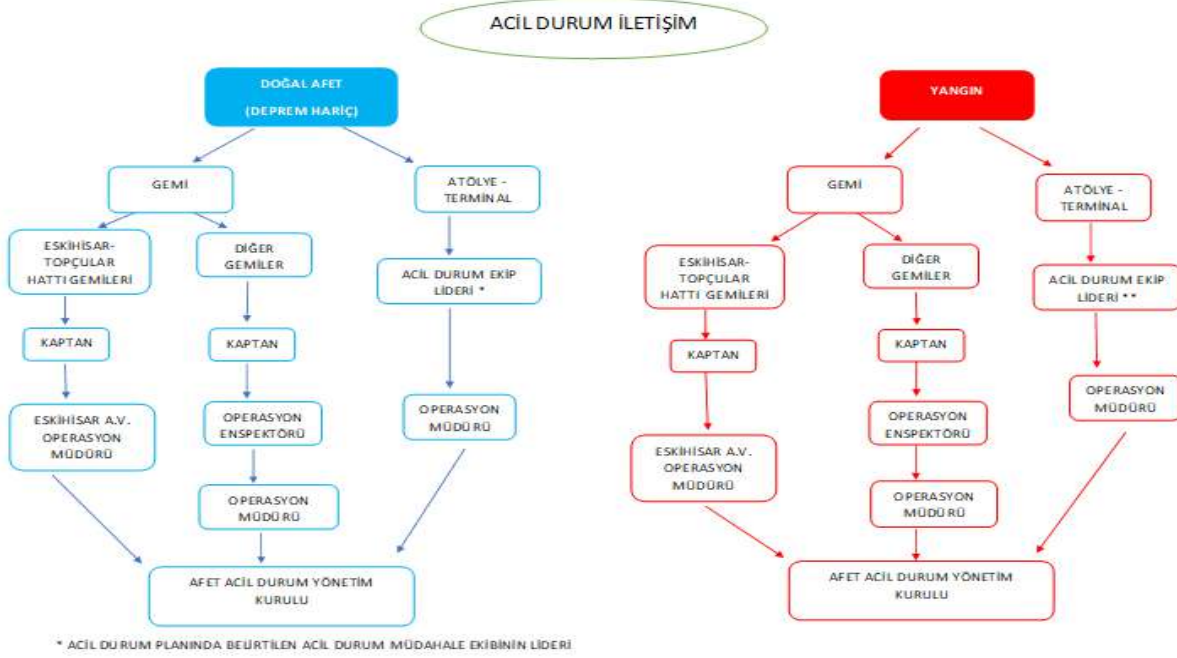 ACİL DURUM İLETİŞİM
DOĞAL AFET
(DEPREM HARİÇ)
GEMİ
ATÖLYE -
TERMİNAL
ESKİHİSAR-
TOPÇULAR
HATTI GEMİLERİ
DİĞER
GEMİLER
ACİL DURUM EKİP
LİDERİ *
KAPTAN
KAPTAN
ESKİHİSAR A.V.
OPERASYON
MÜDÜRÜ
OPERASYON
ENSPEKTÖRÜ
OPERASYON
MÜDÜRÜ
OPERASYON
MÜDÜRÜ
AFET ACİL DURUM YÖNETİM
KURULU
* ACİL DURUM PLANINDA BELİRTİLEN ACİL DURUM MÜDAHALE EKİBİNİN LİDERİ
YANGIN
GEMİ
ATÖLYE -
TERMİNAL
ESKİHİSAR-
TOPÇULAR
HATTI GEMİLERİ
DİĞER
GEMİLER
ACİL DURUM EKİP
LİDERİ **
KAPTAN
KAPTAN
ESKİHİSAR A.V.
OPERASYON
MÜDÜRÜ
OPERASYON
ENSPEKTÖRÜ
OPERASYON
MÜDÜRÜ
OPERASYON
MÜDÜRÜ
AFET ACİL DURUM YÖNETİM
KURULU